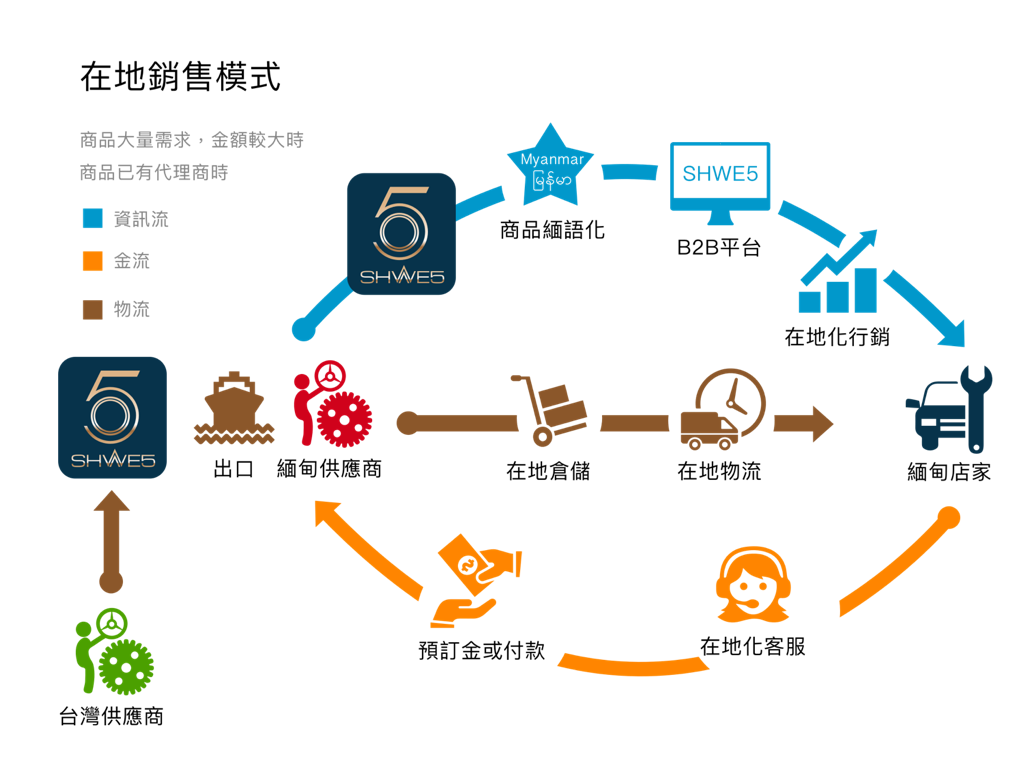 在地銷售模式
商品大量需求，金額較大時
商品已有代理商時
資訊流
金流
物流
5
SHWE5
Myanmar
မြန်မာ
商品緬語化
SHWE5
B2B平台
在地化行銷
5
SHWE5
出口
緬甸供應商
在地倉儲
在地物流
緬甸店家
預訂金或付款
在地化客服
台灣供應商